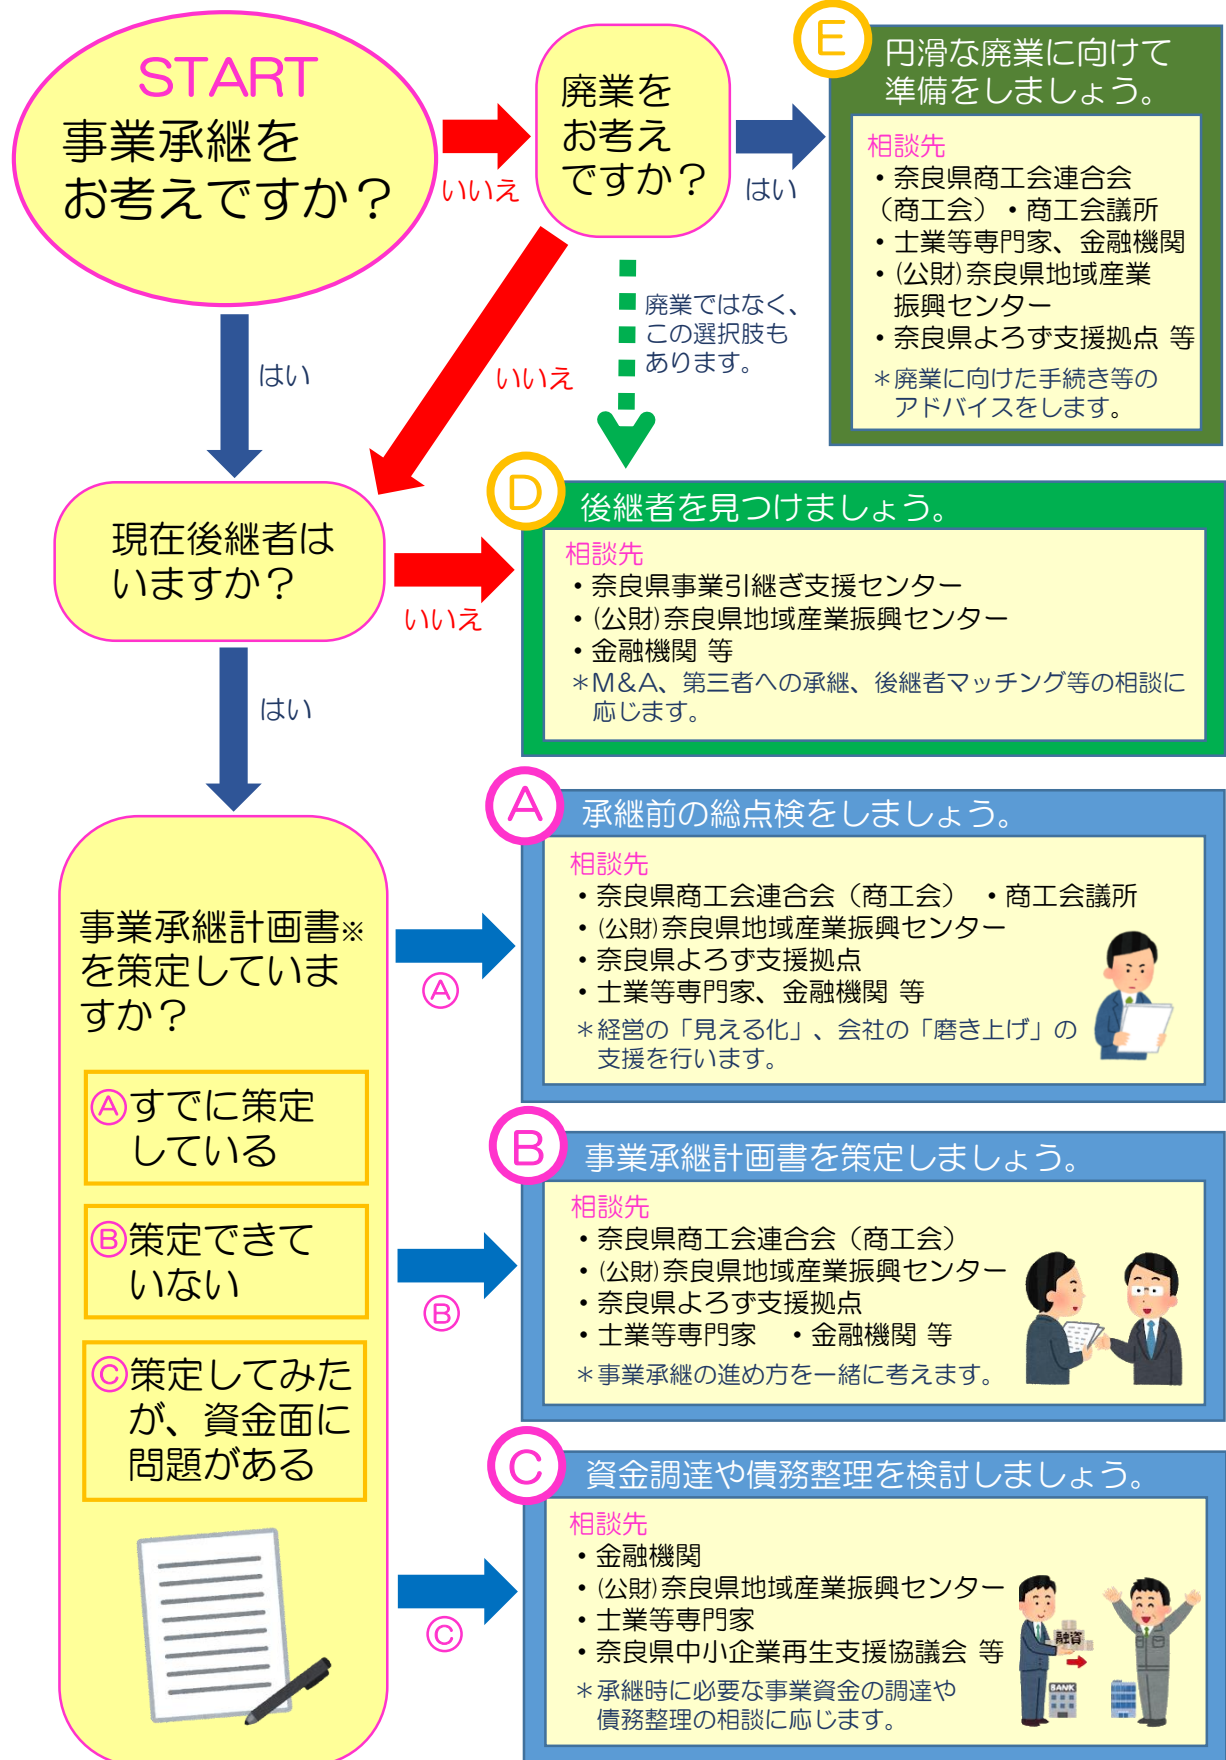 START
事業承継を
お考えですか？
いいえ
廃業を
お考え
ですか？
はい
E
円滑な廃業に向けて
準備をしましょう。
相談先
・奈良県商工会連合会
（商工会）・商工会議所
・士業等専門家、金融機関
・(公財)奈良県地域産業
振興センター
・奈良県よろず支援拠点 等
＊廃業に向けた手続き等の
アドバイスをします。
はい
いいえ
廃業ではなく、
この選択肢も
あります。
現在後継者は
いますか？
いいえ
D
後継者を見つけましょう。
相談先
・奈良県事業引継ぎ支援センター
・(公財)奈良県地域産業振興センター
・金融機関 等
＊M&A、第三者への承継、後継者マッチング等の相談に
応じます。
はい
事業承継計画書※
を策定していま
すか？
Ⓐすでに策定
している
Ⓑ策定できて
いない
Ⓒ策定してみた
が、資金面に
問題がある
Ⓐ
A
承継前の総点検をしましょう。
相談先
・奈良県商工会連合会（商工会） ・商工会議所
・(公財)奈良県地域産業振興センター
・奈良県よろず支援拠点
・士業等専門家、金融機関 等
＊経営の「見える化」、会社の「磨き上げ」の
支援を行います。
Ⓑ
B
事業承継計画書を策定しましょう。
相談先
・奈良県商工会連合会（商工会）
・(公財)奈良県地域産業振興センター
・奈良県よろず支援拠点
・士業等専門家 ・金融機関 等
＊事業承継の進め方を一緒に考えます。
Ⓒ
C
資金調達や債務整理を検討しましょう。
相談先
・金融機関
・(公財)奈良県地域産業振興センター
・士業等専門家
・奈良県中小企業再生支援協議会 等
＊承継時に必要な事業資金の調達や
債務整理の相談に応じます。
融資
BANK